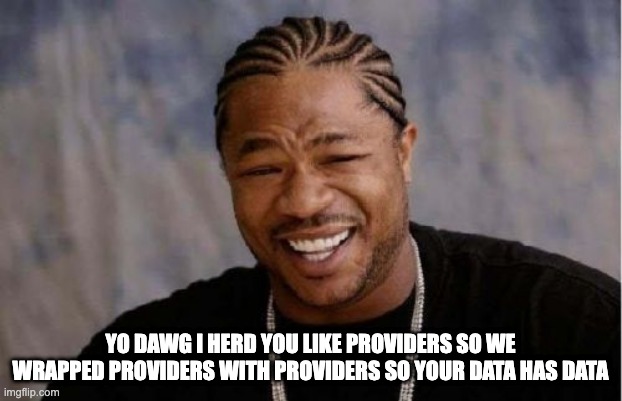 YO DAWG I HERD YOU LIKE PROVIDERS SO WE
WRAPPED PROVIDERS WITH PROVIDERS SO YOUR DATA HAS DATA
imgflip.com